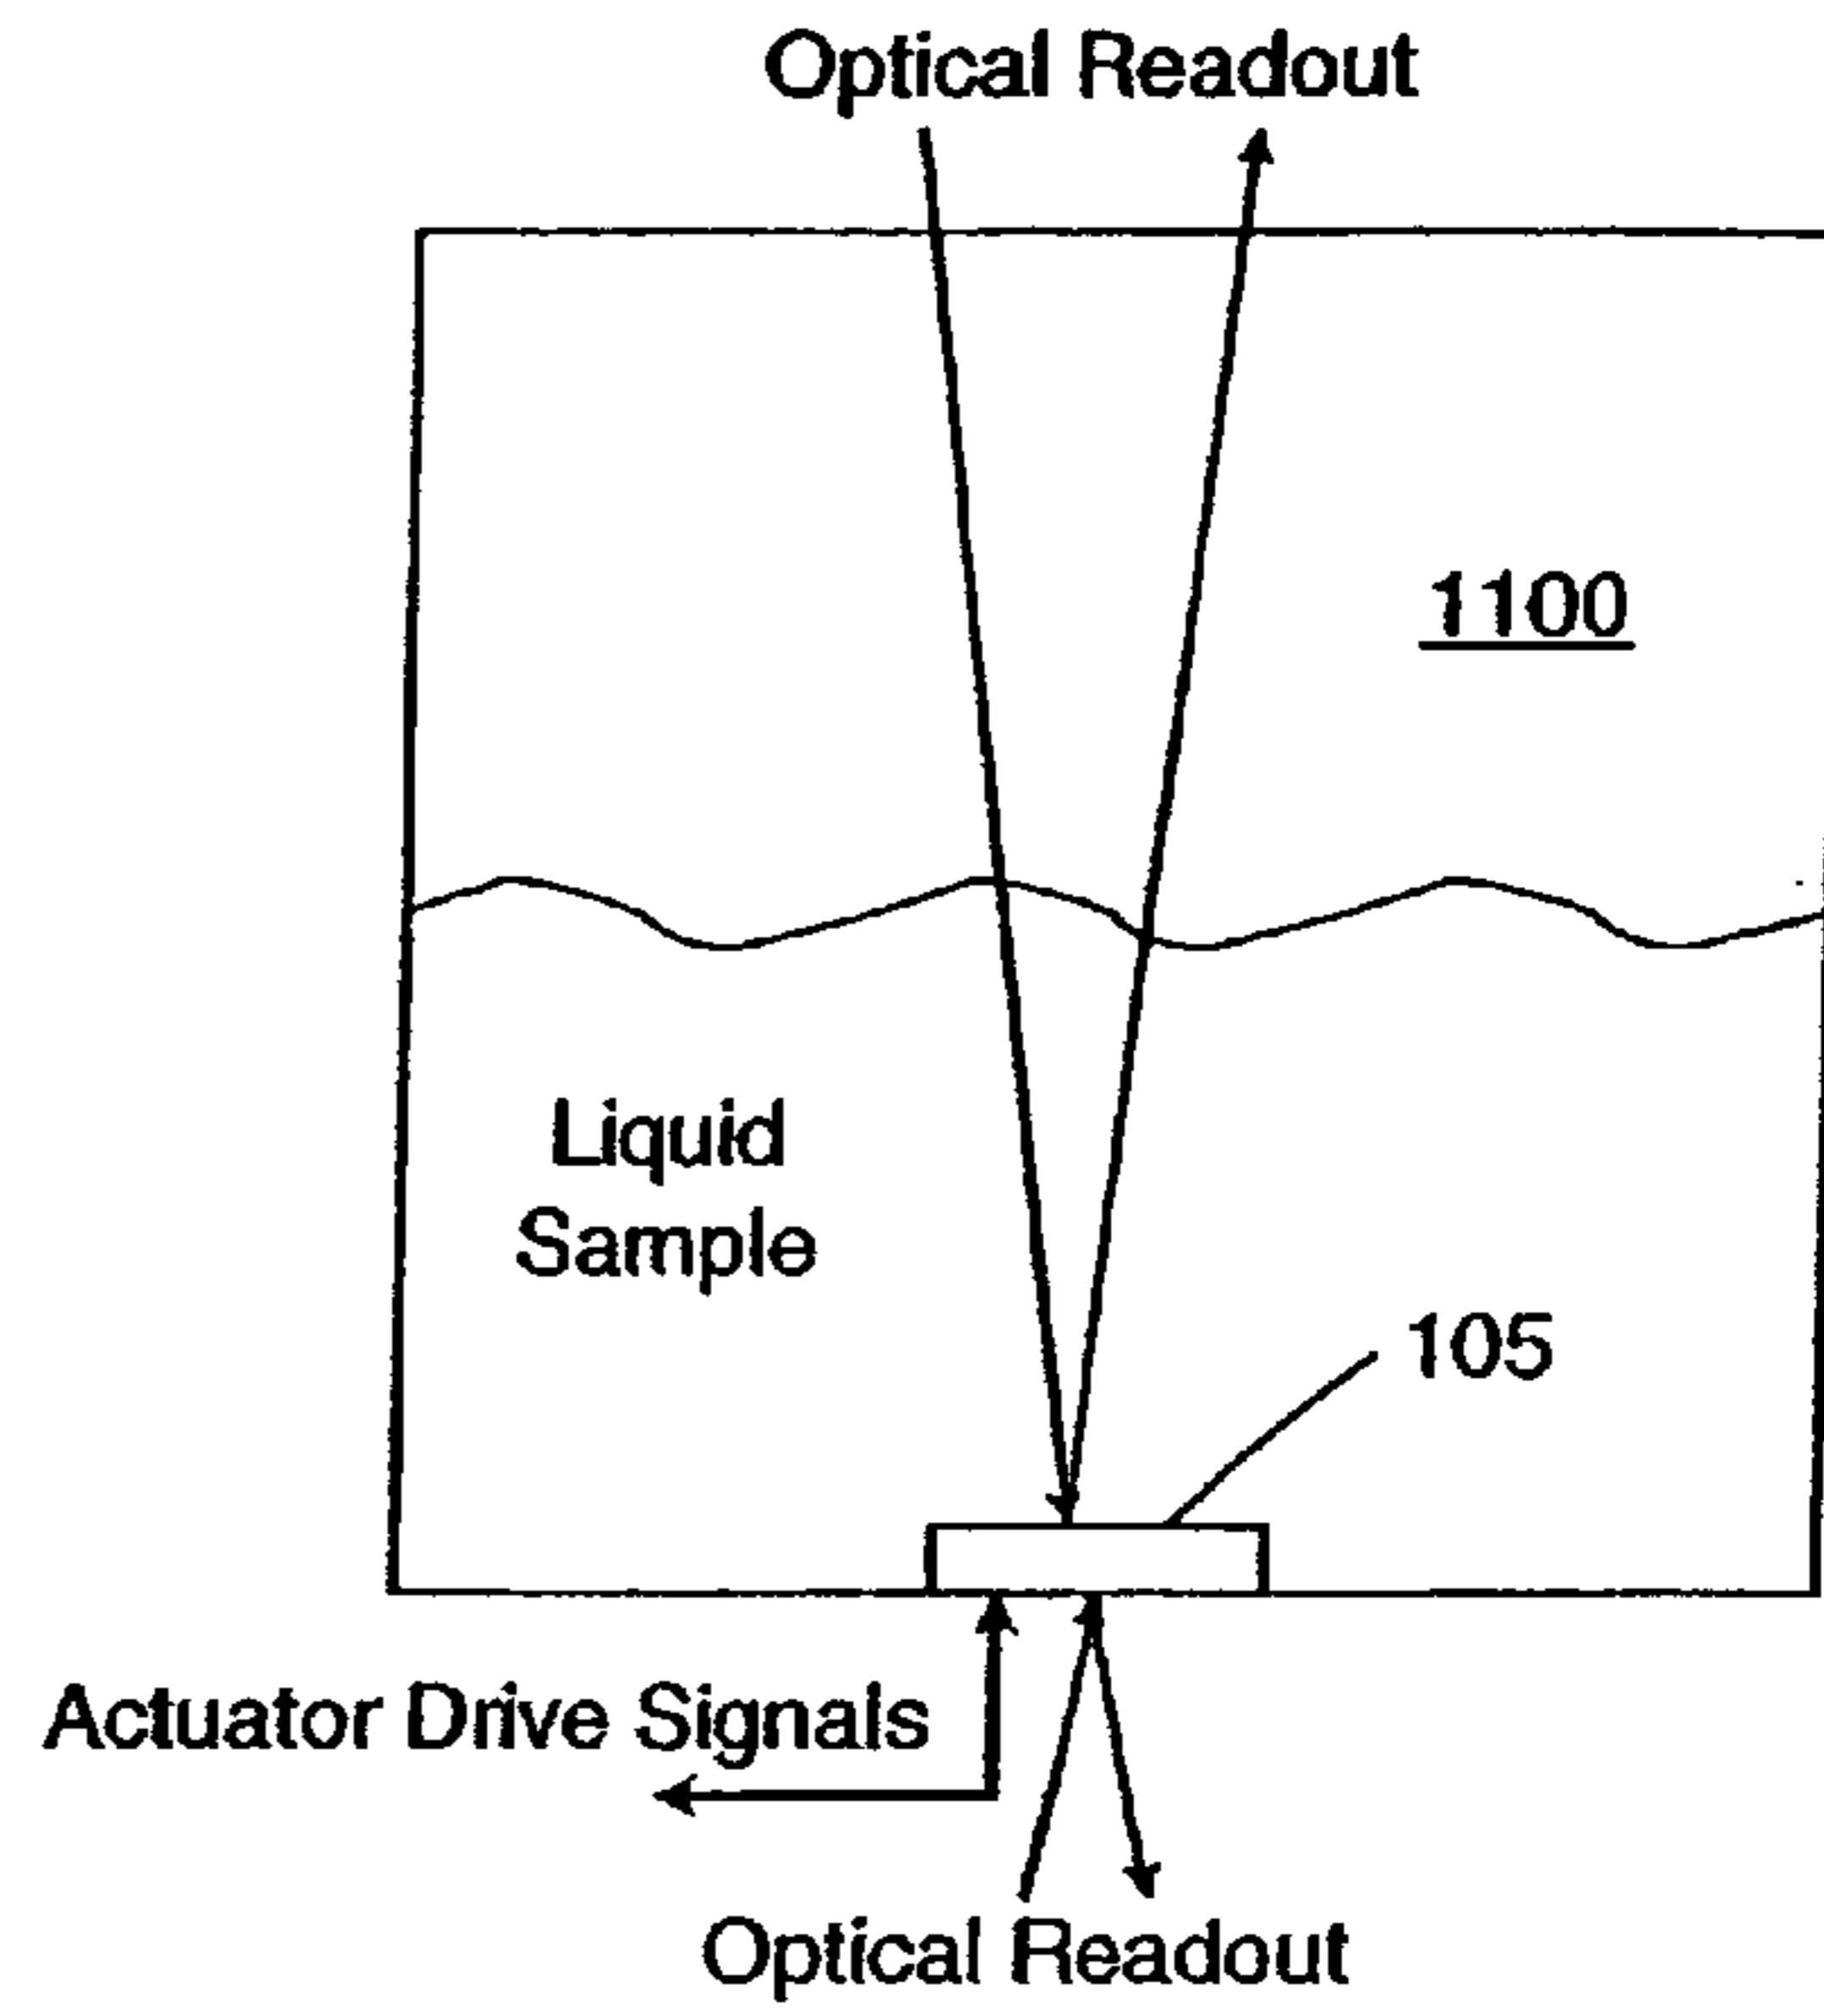 Optical Readout
1100
Liquid
Sample
105
Actuator Drive Signals
Optical Readout